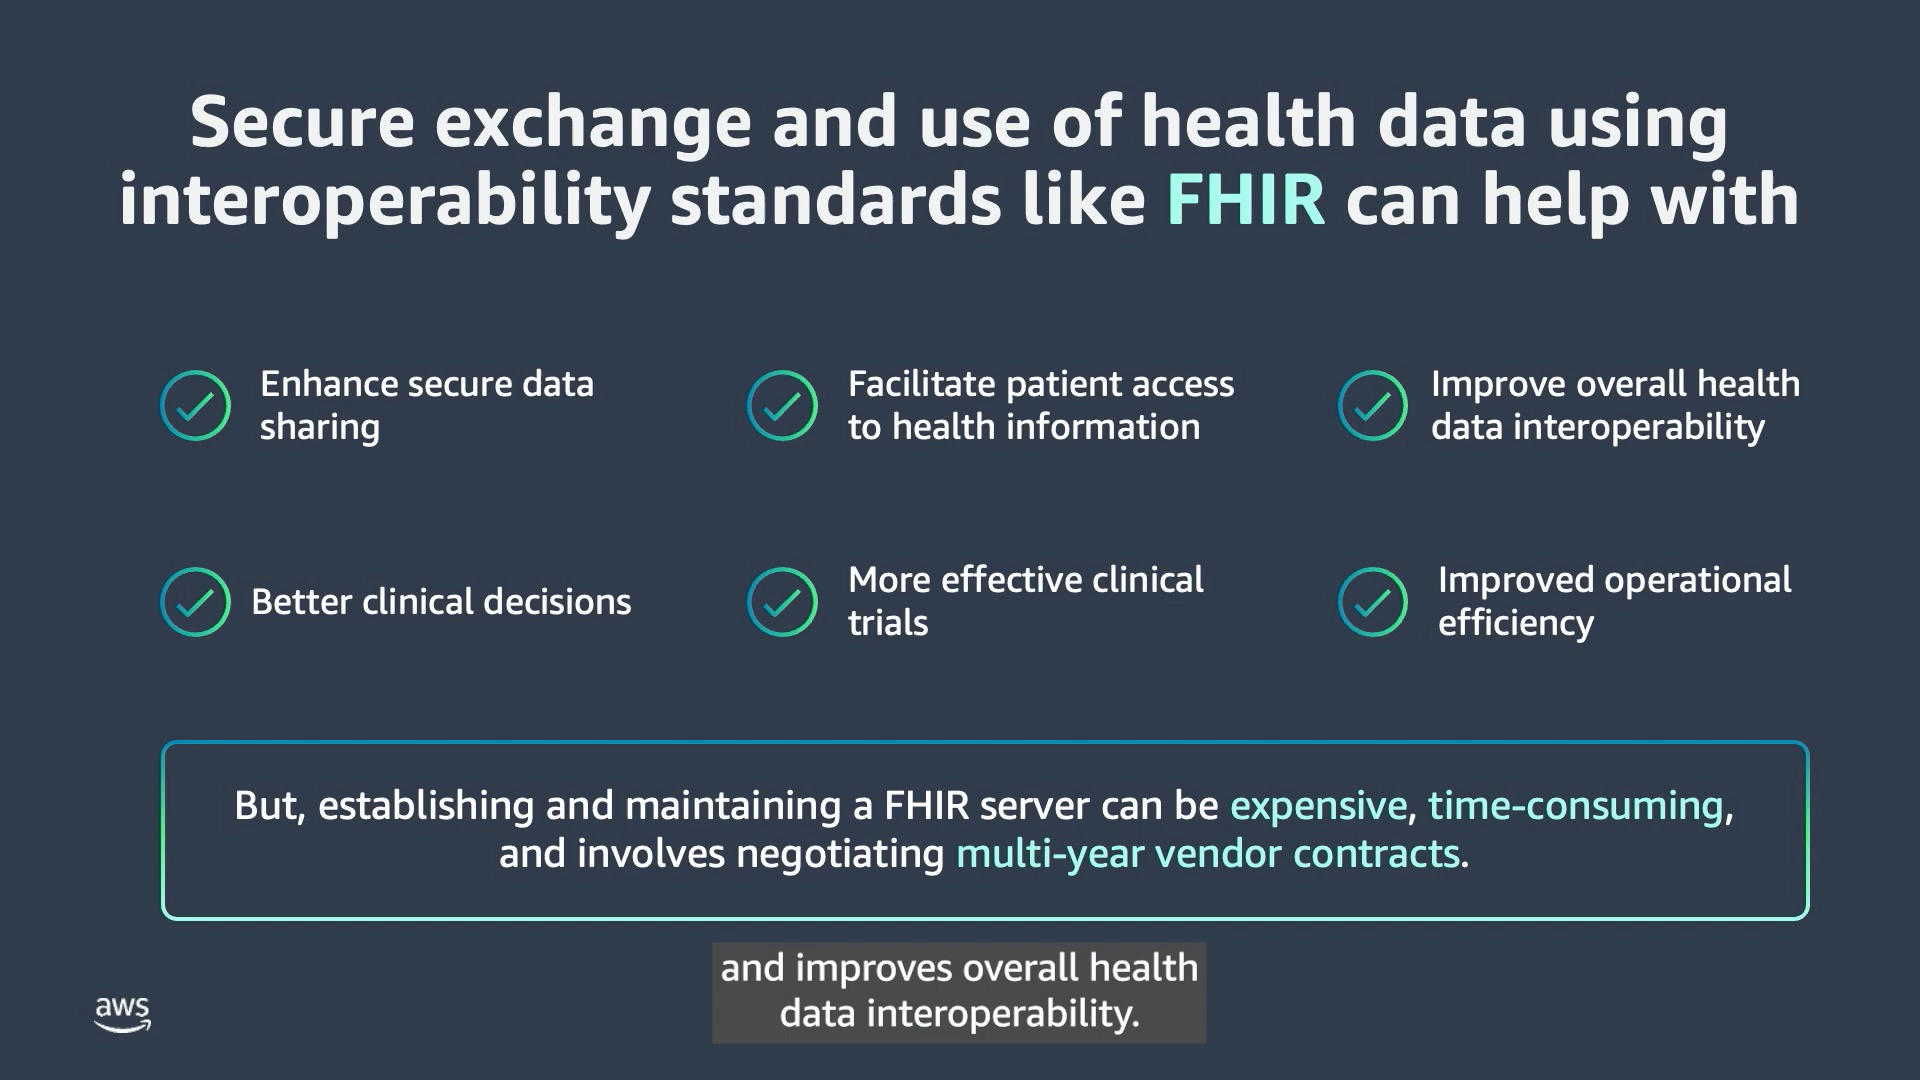 Secure exchange and use of health data using
interoperability standards like FHIR can help with
Enhance secure data
sharing
Facilitate patient access
to health information
Improve overall health
data interoperability
Better clinical decisions
More effective clinical
trials
Improved operational
efficiency
But, establishing and maintaining a FHIR server can be expensive, time-consuming,
and involves negotiating multi-year vendor contracts.
and improves overall health
data interoperability.
aws